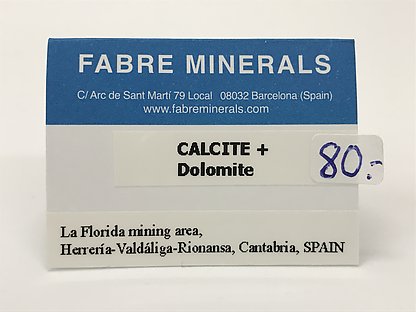 FABRE MINERALS
C/ Arc de Sant Martí 79 Local 08032 Barcelona (Spain)
www.fabreminerals.com
CALCITE +
Dolomite
80.-
La Florida mining area,
Herrería-Valdáliga-Rionansa, Cantabria, SPAIN